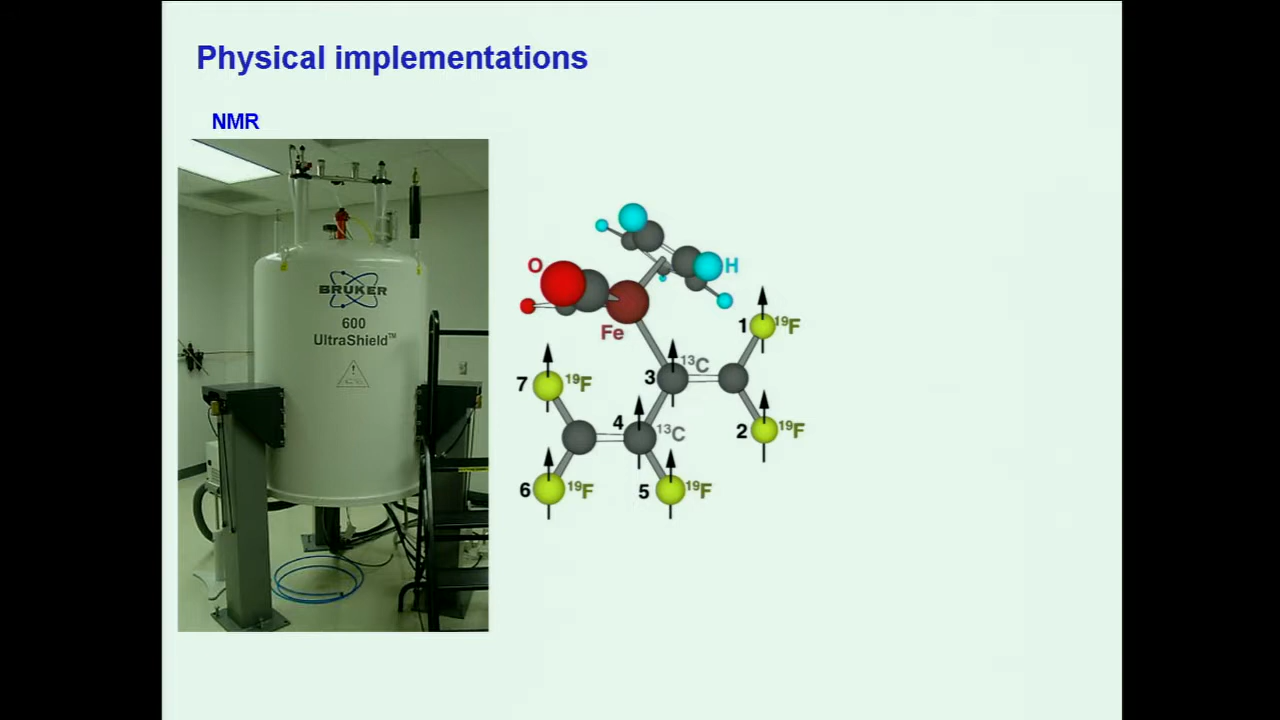 Physical implementations
NMR
BRUKER
600
UltraShield™
O
H
Fe
1
19F
13C
3
7
19F
4
13C
2
19F
6
19F
5
19F